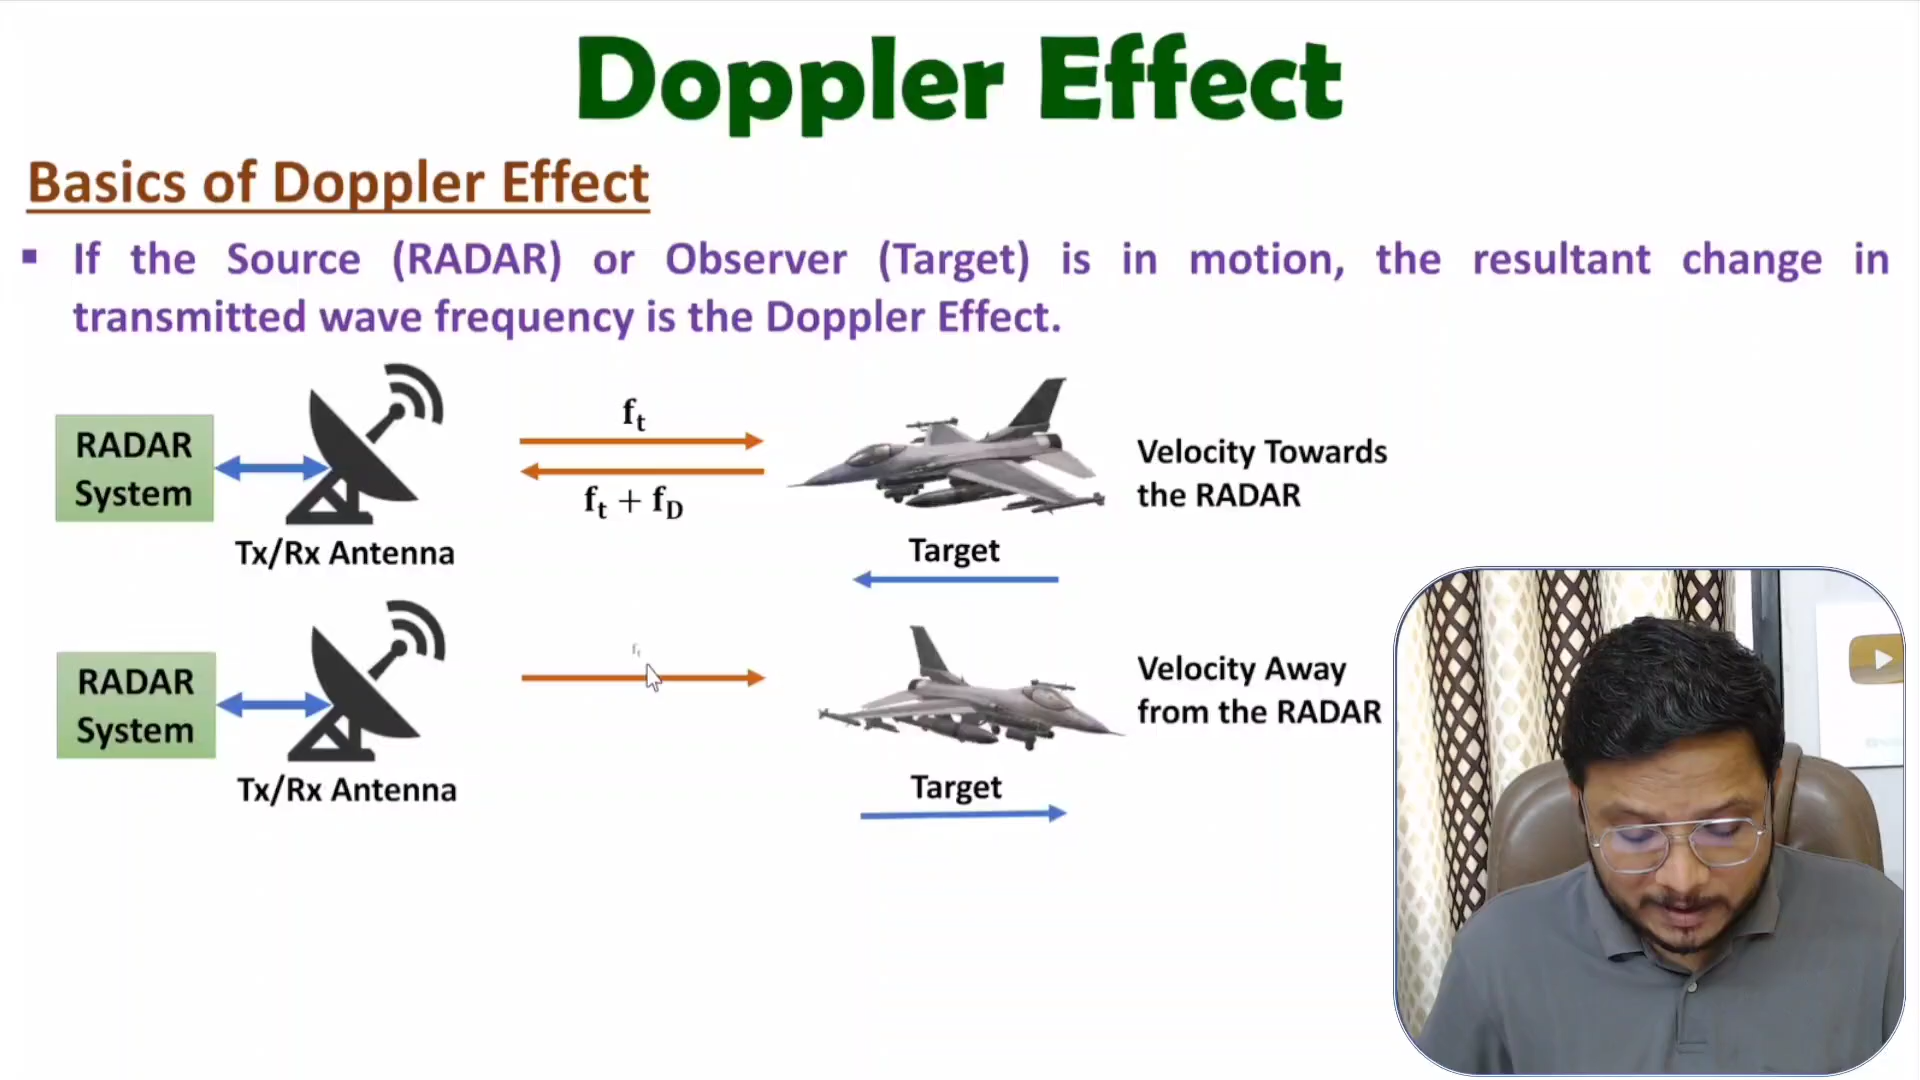 Doppler Effect
Basics of Doppler Effect
▪ If the Source (RADAR) or Observer (Target) is in motion, the resultant change in
transmitted wave frequency is the Doppler Effect.
RADAR
System
Tx/Rx Antenna
fₜ
fₜ + f_D
Target
Velocity Towards
the RADAR
RADAR
System
Tx/Rx Antenna
fₜ
Target
Velocity Away
from the RADAR